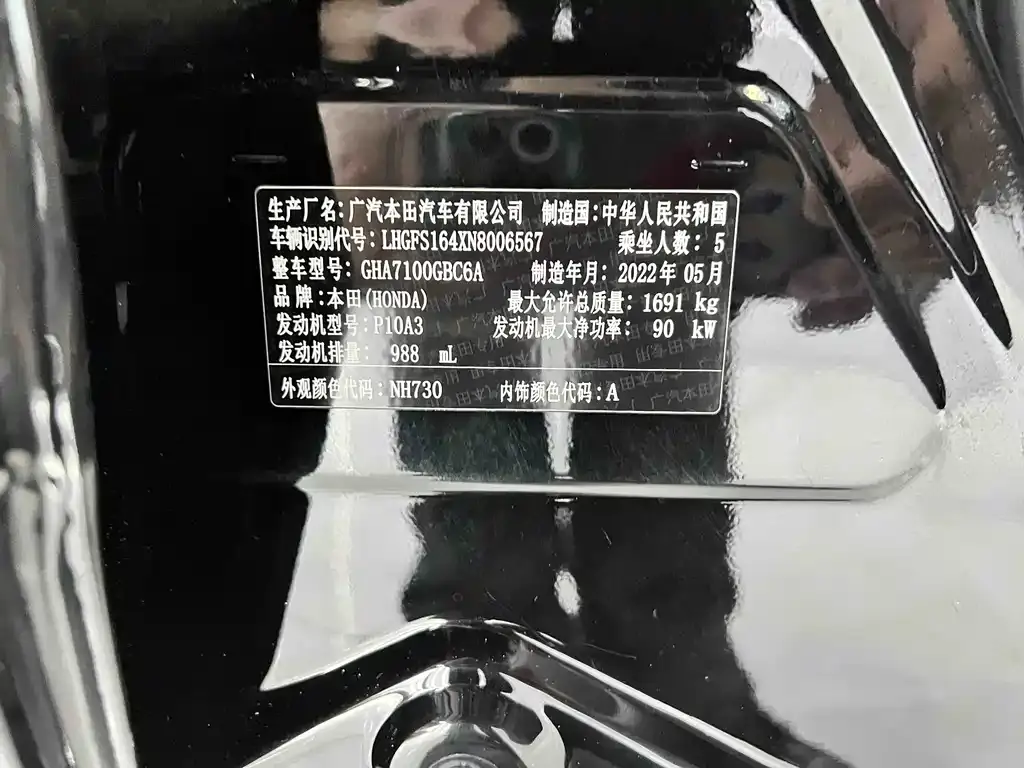 生产厂名：广汽本田汽车有限公司 制造国：中华人民共和国
车辆识别代号：LHGFS164XN8006567 乘坐人数：5
整车型号：GHA7100GBC6A 制造年月：2022年05月
品牌：本田(HONDA) 最大允许总质量：1691 kg
发动机型号：P10A3 发动机最大净功率：90 kW
发动机排量：988 mL
外观颜色代码：NH730 内饰颜色代码：A